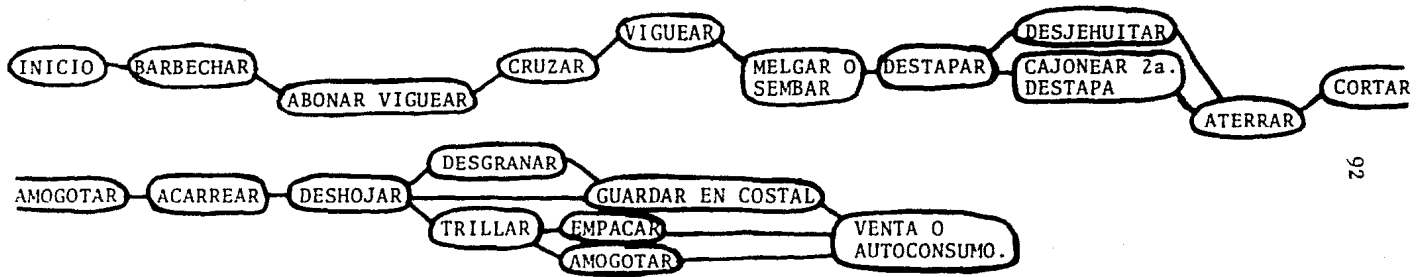 INICIO
BARBECHAR
ABONAR VIGUEAR
CRUZAR
VIGUEAR
MELGAR O
SEMBAR
DESTAPAR
DESJEHUITAR
CAJONEAR 2a.
DESTAPA
ATERRAR
CORTAR
AMOGOTAR
ACARREAR
DESHOJAR
DESGRANAR
GUARDAR EN COSTAL
TRILLAR
EMPACAR
AMOGOTAR
VENTA O
AUTOCONSUMO.
92